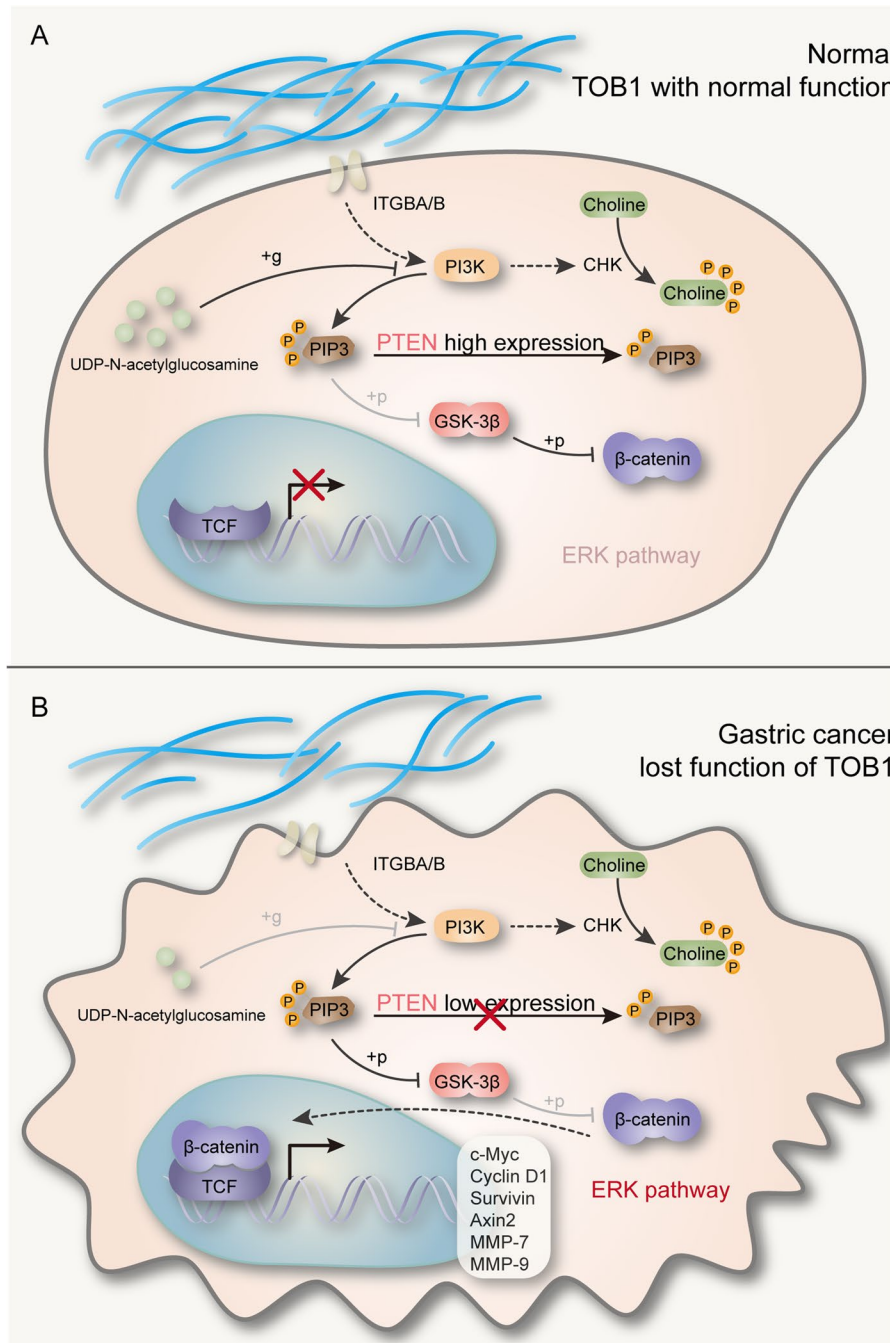 A
Norma
TOB1 with normal function
ITGBA/B
Choline
+g
PI3K
CHK
P
P
P
P
Choline
UDP-N-acetylglucosamine
P
P
P
PIP3
PTEN high expression
P
P
PIP3
+p
GSK-3β
+p
β-catenin
TCF
ERK pathway
B
Gastric cancer
lost function of TOB1
ITGBA/B
Choline
+g
PI3K
CHK
P
P
P
P
Choline
UDP-N-acetylglucosamine
P
P
P
PIP3
PTEN low expression
P
P
PIP3
+p
GSK-3β
+p
β-catenin
β-catenin
TCF
c-Myc
Cyclin D1
Survivin
Axin2
MMP-7
MMP-9
ERK pathway